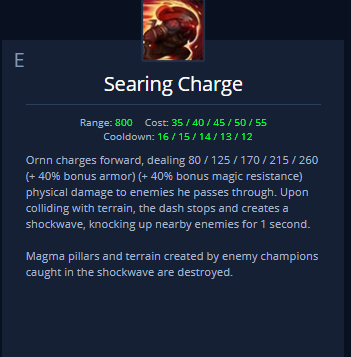 E
Searing Charge
Range: 800 Cost: 35 / 40 / 45 / 50 / 55
Cooldown: 16 / 15 / 14 / 13 / 12
Ornn charges forward, dealing 80 / 125 / 170 / 215 / 260
(+ 40% bonus armor) (+ 40% bonus magic resistance)
physical damage to enemies he passes through. Upon
colliding with terrain, the dash stops and creates a
shockwave, knocking up nearby enemies for 1 second.
Magma pillars and terrain created by enemy champions
caught in the shockwave are destroyed.